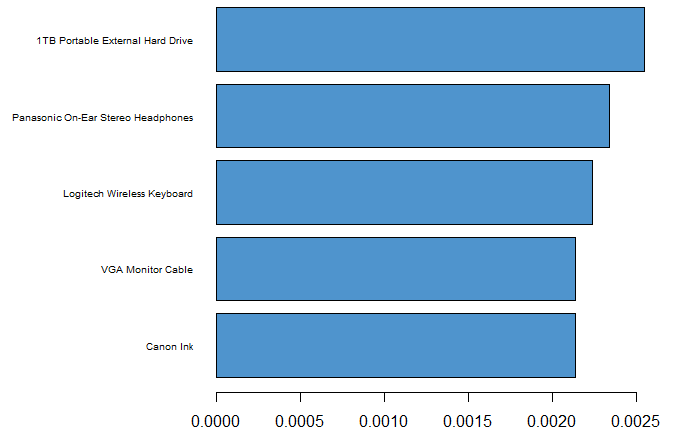 1TB Portable External Hard Drive
Panasonic On-Ear Stereo Headphones
Logitech Wireless Keyboard
VGA Monitor Cable
Canon Ink
0.0000 0.0005 0.0010 0.0015 0.0020 0.0025